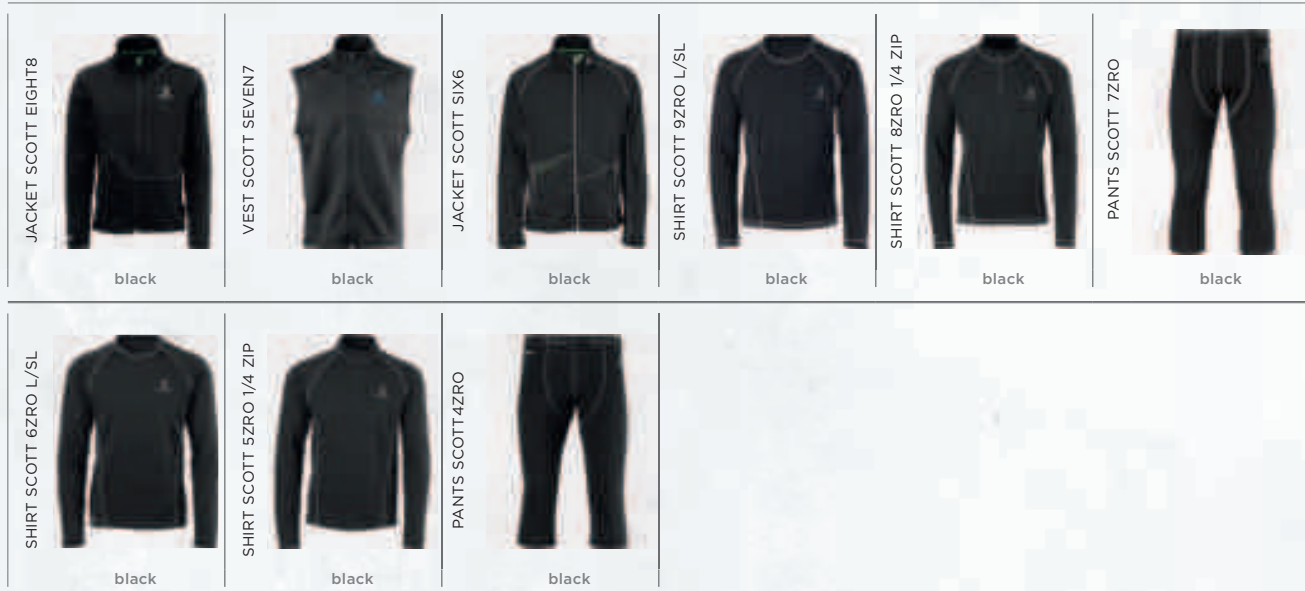 JACKET SCOTT EIGHT8
black
VEST SCOTT SEVEN7
black
JACKET SCOTT SIX6
black
SHIRT SCOTT 9ZRO L/SL
black
SHIRT SCOTT 8ZRO 1/4 ZIP
black
PANTS SCOTT 7ZRO
black
SHIRT SCOTT 6ZRO L/SL
black
SHIRT SCOTT 5ZRO 1/4 ZIP
black
PANTS SCOTT4ZRO
black